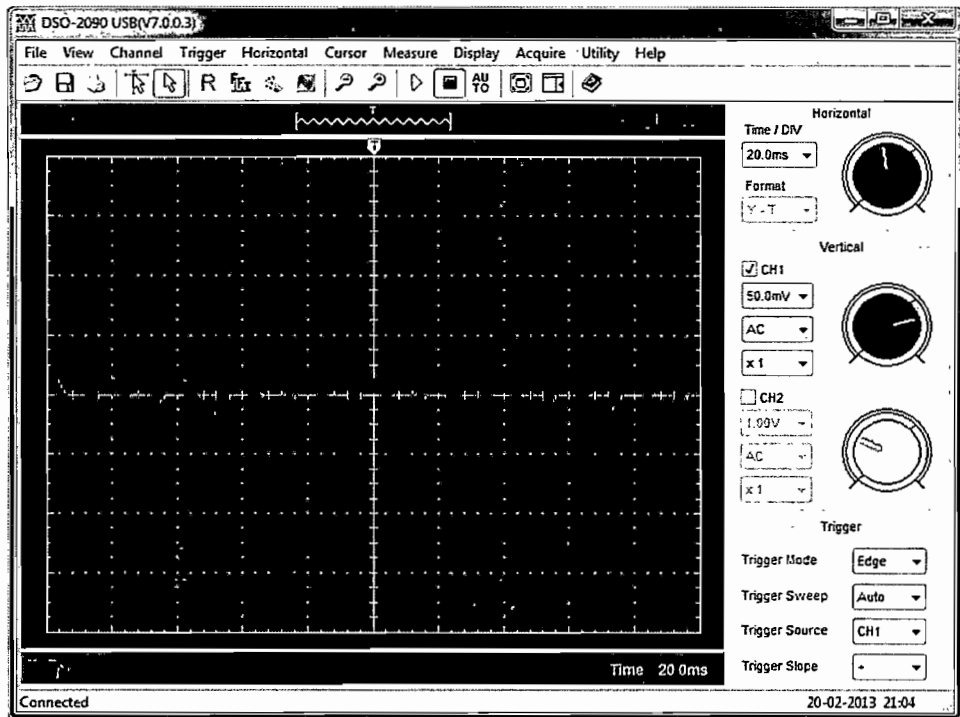 DSO-2090 USB(V7.0.0.3)
File View Channel Trigger Horizontal Cursor Measure Display Acquire Utility Help
R AU TO
T
T
Horizontal
Time / DIV
20.0ms
Format
Y - T
Vertical
CH1
50.0mV
AC
x 1
CH2
1.00V
AC
x 1
Trigger
Trigger Mode Edge
Trigger Sweep Auto
Trigger Source CH1
Trigger Slope +
Time 20.0ms
Connected 20-02-2013 21:04